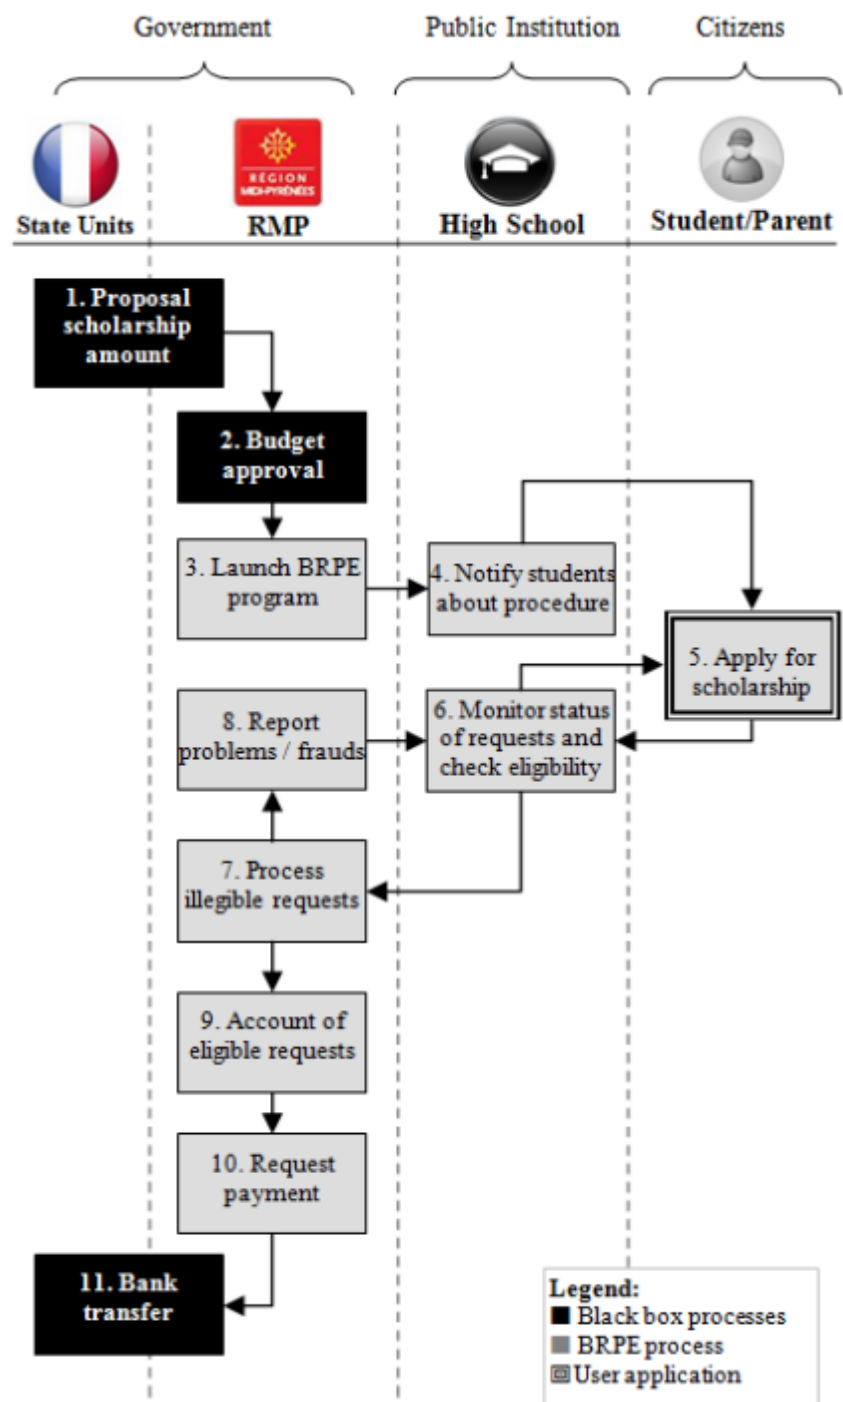 Government
Public Institution
Citizens
RÉGION
MIDI-PYRÉNÉES
State Units
RMP
High School
Student/Parent
1. Proposal
scholarship
amount
2. Budget
approval
3. Launch BRPE
program
4. Notify students
about procedure
5. Apply for
scholarship
8. Report
problems / frauds
6. Monitor status
of requests and
check eligibility
7. Process
illegible requests
9. Account of
eligible requests
10. Request
payment
11. Bank
transfer
Legend:
Black box processes
BRPE process
User application